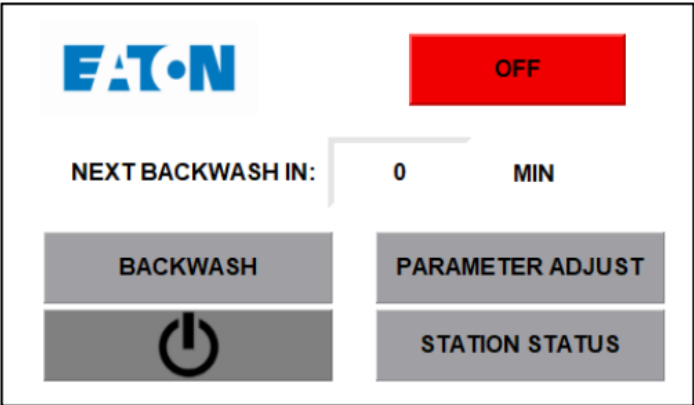 EATON
OFF
NEXT BACKWASH IN: 0 MIN
BACKWASH
PARAMETER ADJUST
STATION STATUS